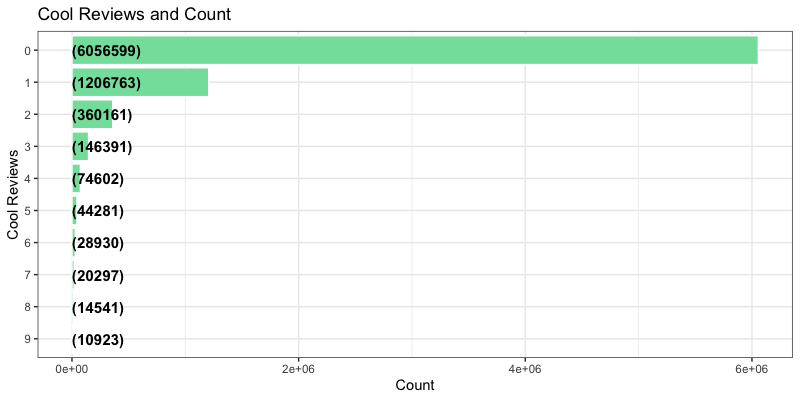 Cool Reviews and Count
Cool Reviews
0 (6056599)
1 (1206763)
2 (360161)
3 (146391)
4 (74602)
5 (44281)
6 (28930)
7 (20297)
8 (14541)
9 (10923)
0e+00 2e+06 4e+06 6e+06
Count